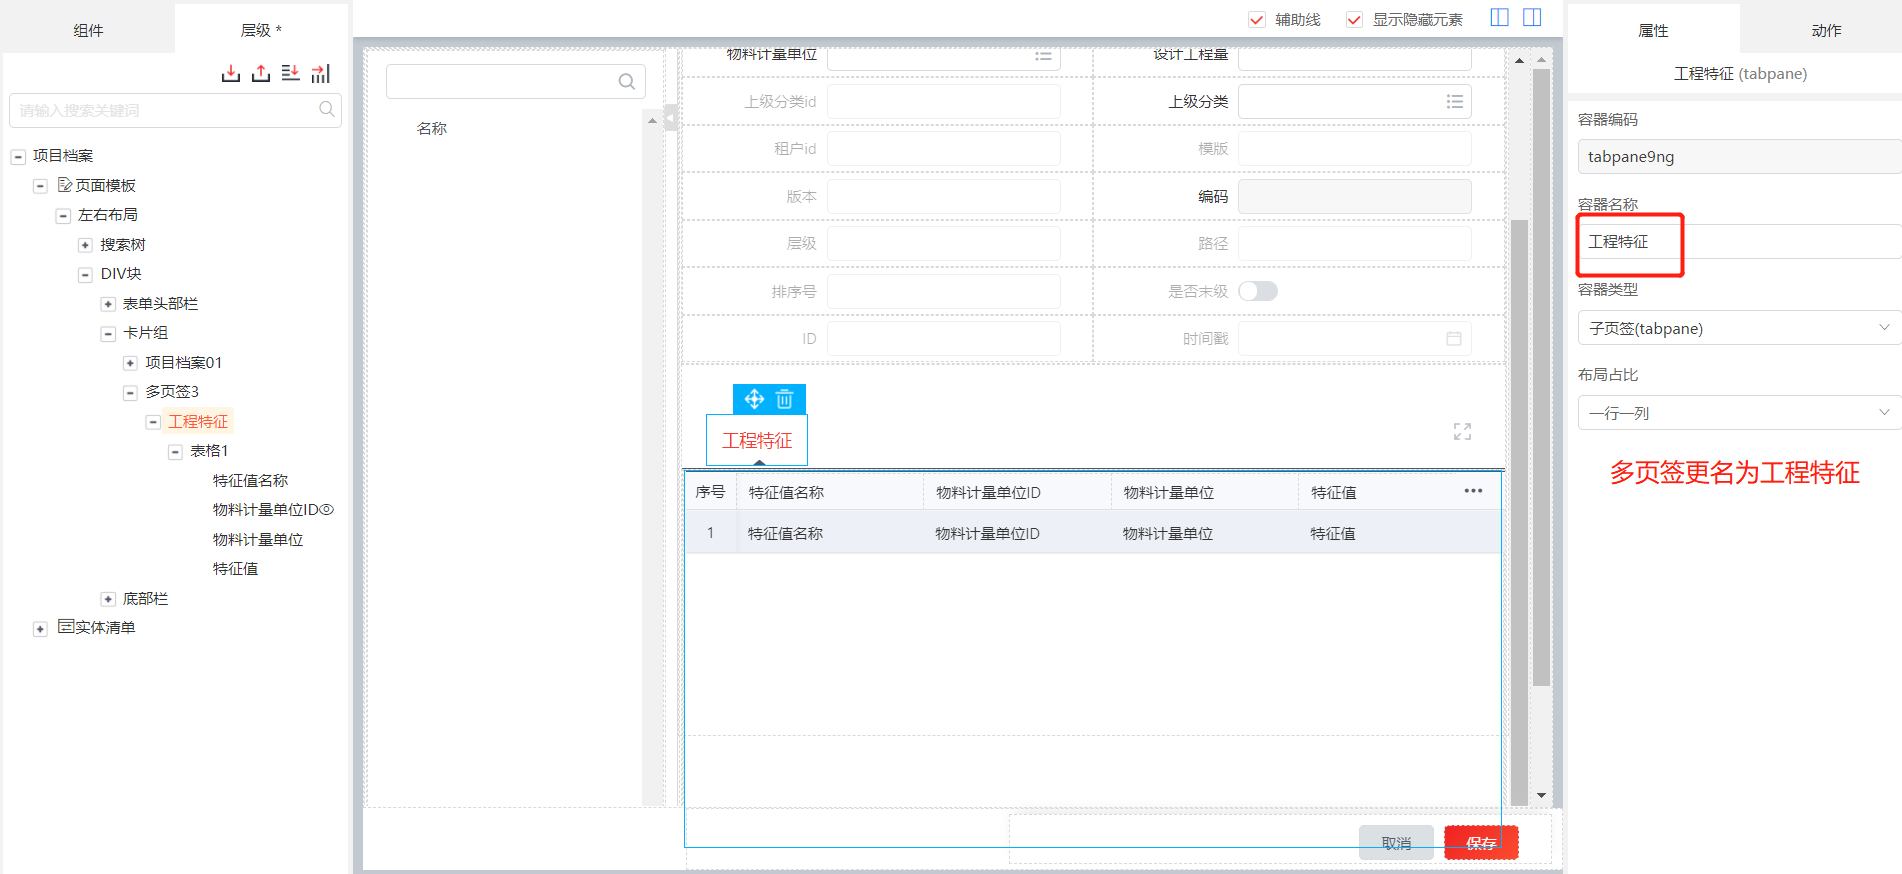 组件
层级 *
请输入搜索关键词
项目档案
页面模板
左右布局
搜索树
DIV块
表单头部栏
卡片组
项目档案01
多页签3
工程特征
表格1
特征值名称
物料计量单位ID
物料计量单位
特征值
底部栏
实体清单
辅助线 显示隐藏元素
名称
物料计量单位 设计工程量
上级分类id 上级分类
租户id 模版
版本 编码
层级 路径
排序号 是否末级
ID 时间戳
工程特征
序号 特征值名称 物料计量单位ID 物料计量单位 特征值 •••
1 特征值名称 物料计量单位ID 物料计量单位 特征值
取消 保存
属性 动作
工程特征 (tabpane)
容器编码
tabpane9ng
容器名称
工程特征
容器类型
子页签(tabpane)
布局占比
一行一列
多页签更名为工程特征